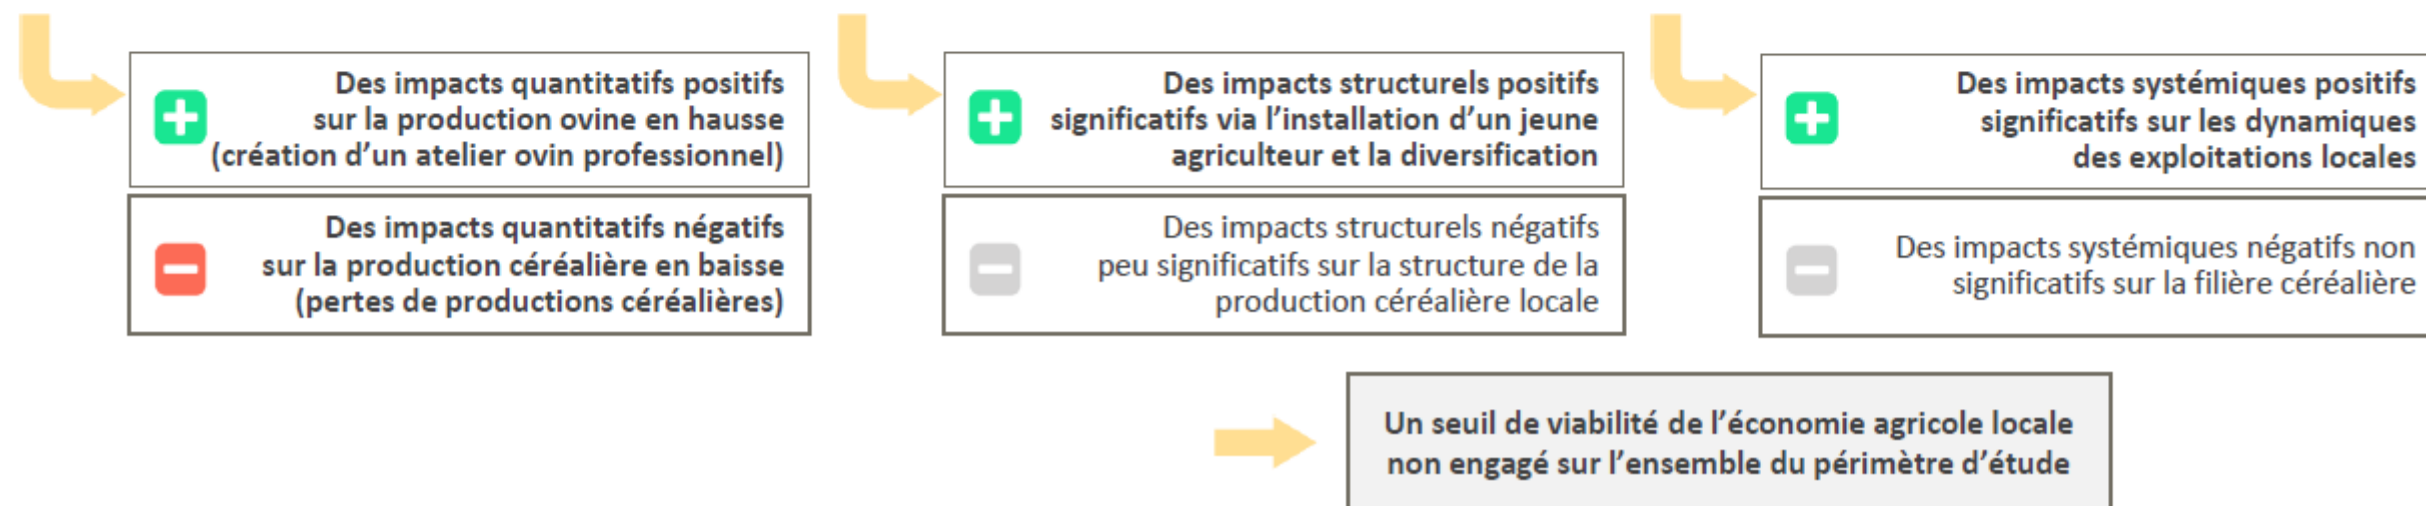 Des impacts quantitatifs positifs
sur la production ovine en hausse
(création d’un atelier ovin professionnel)
Des impacts quantitatifs négatifs
sur la production céréalière en baisse
(pertes de productions céréalières)
Des impacts structurels positifs
significatifs via l’installation d’un jeune
agriculteur et la diversification
Des impacts structurels négatifs
peu significatifs sur la structure de la
production céréalière locale
Des impacts systémiques positifs
significatifs sur les dynamiques
des exploitations locales
Des impacts systémiques négatifs non
significatifs sur la filière céréalière
Un seuil de viabilité de l’économie agricole locale
non engagé sur l’ensemble du périmètre d’étude